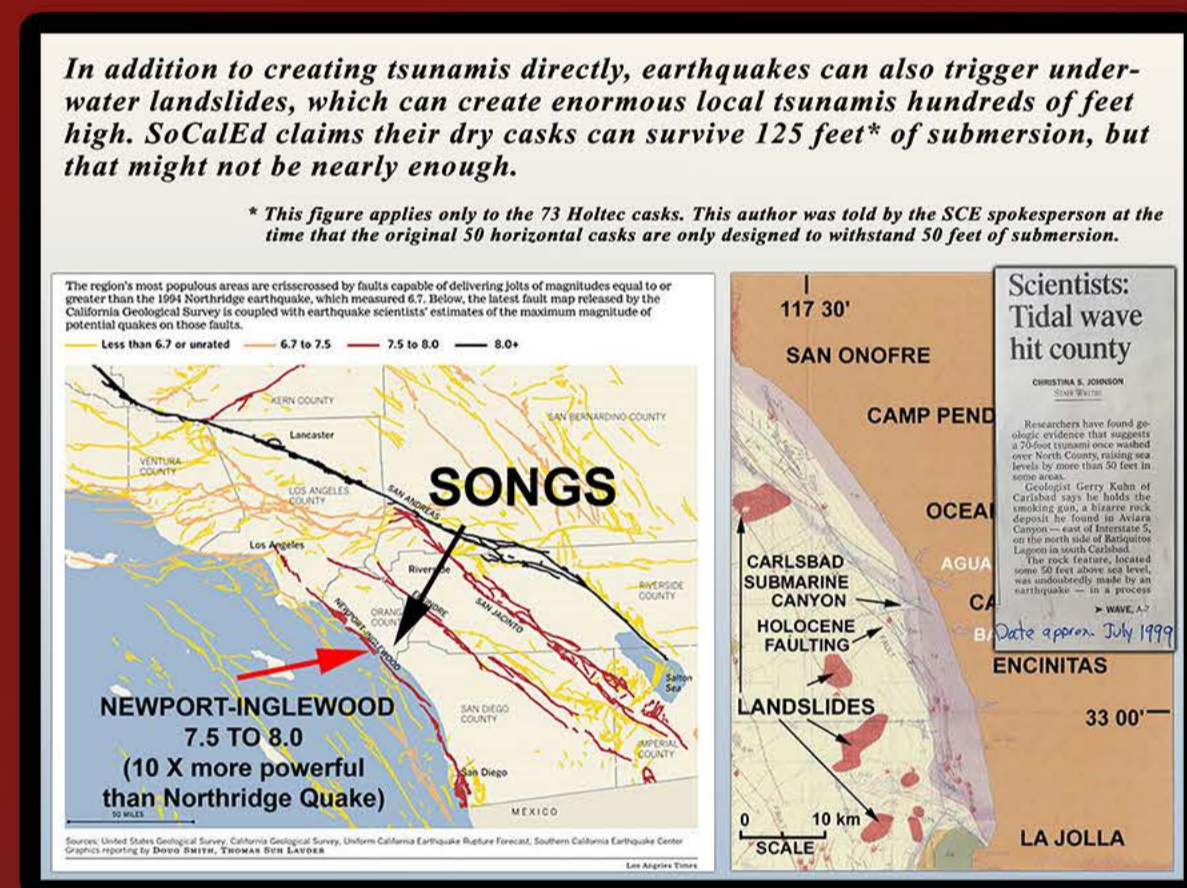 In addition to creating tsunamis directly, earthquakes can also trigger under-
water landslides, which can create enormous local tsunamis hundreds of feet
high. SoCalEd claims their dry casks can survive 125 feet* of submersion, but
that might not be nearly enough.
* This figure applies only to the 73 Holtec casks. This author was told by the SCE spokesperson at the
time that the original 50 horizontal casks are only designed to withstand 50 feet of submersion.
The region's most populous areas are crisscrossed by faults capable of delivering jolts of magnitudes equal to or
greater than the 1994 Northridge earthquake, which measured 6.7. Below, the latest fault map released by the
California Geological Survey is coupled with earthquake scientists' estimates of the maximum magnitude of
potential quakes on those faults.
Less than 6.7 or unrated 6.7 to 7.5 7.5 to 8.0 8.0+
KERN COUNTY
SAN BERNARDINO COUNTY
Lancaster
VENTURA
COUNTY
LOS ANGELES
COUNTY
SAN ANDREAS
SONGS
Los Angeles
Riverside
RIVERSIDE
COUNTY
ORANGE
COUNTY
ELSINORE
SAN JACINTO
NEWPORT-INGLEWOOD
Salton
Sea
NEWPORT-INGLEWOOD
7.5 TO 8.0
(10 X more powerful
than Northridge Quake)
SAN DIEGO
COUNTY
IMPERIAL
COUNTY
San Diego
MEXICO
50 MILES
Sources: United States Geological Survey, California Geological Survey, Uniform California Earthquake Rupture Forecast, Southern California Earthquake Center
Graphics reporting by DOUG SMITH, THOMAS SUH LAUDER
Los Angeles Times
117 30'
SAN ONOFRE
CAMP PEND
OCEA
AGUA
CARLSBAD
SUBMARINE
CANYON
CA
HOLOCENE
FAULTING
BA
ENCINITAS
LANDSLIDES
33 00'
0 10 km
SCALE
LA JOLLA
FAULT
Scientists:
Tidal wave
hit county
CHRISTINA S. JOHNSON
STAFF WRITER
Researchers have found ge-
ologic evidence that suggests
a 70-foot tsunami once washed
over North County, raising sea
levels by more than 50 feet in
some areas.
Geologist Gerry Kuhn of
Carlsbad says he holds the
smoking gun, a bizarre rock
deposit he found in Aviara
Canyon — east of Interstate 5,
on the north side of Batiquitos
Lagoon in south Carlsbad.
The rock feature, located
some 50 feet above sea level,
was undoubtedly made by an
earthquake — in a process
➤ WAVE, A-7
Date approx. July 1999